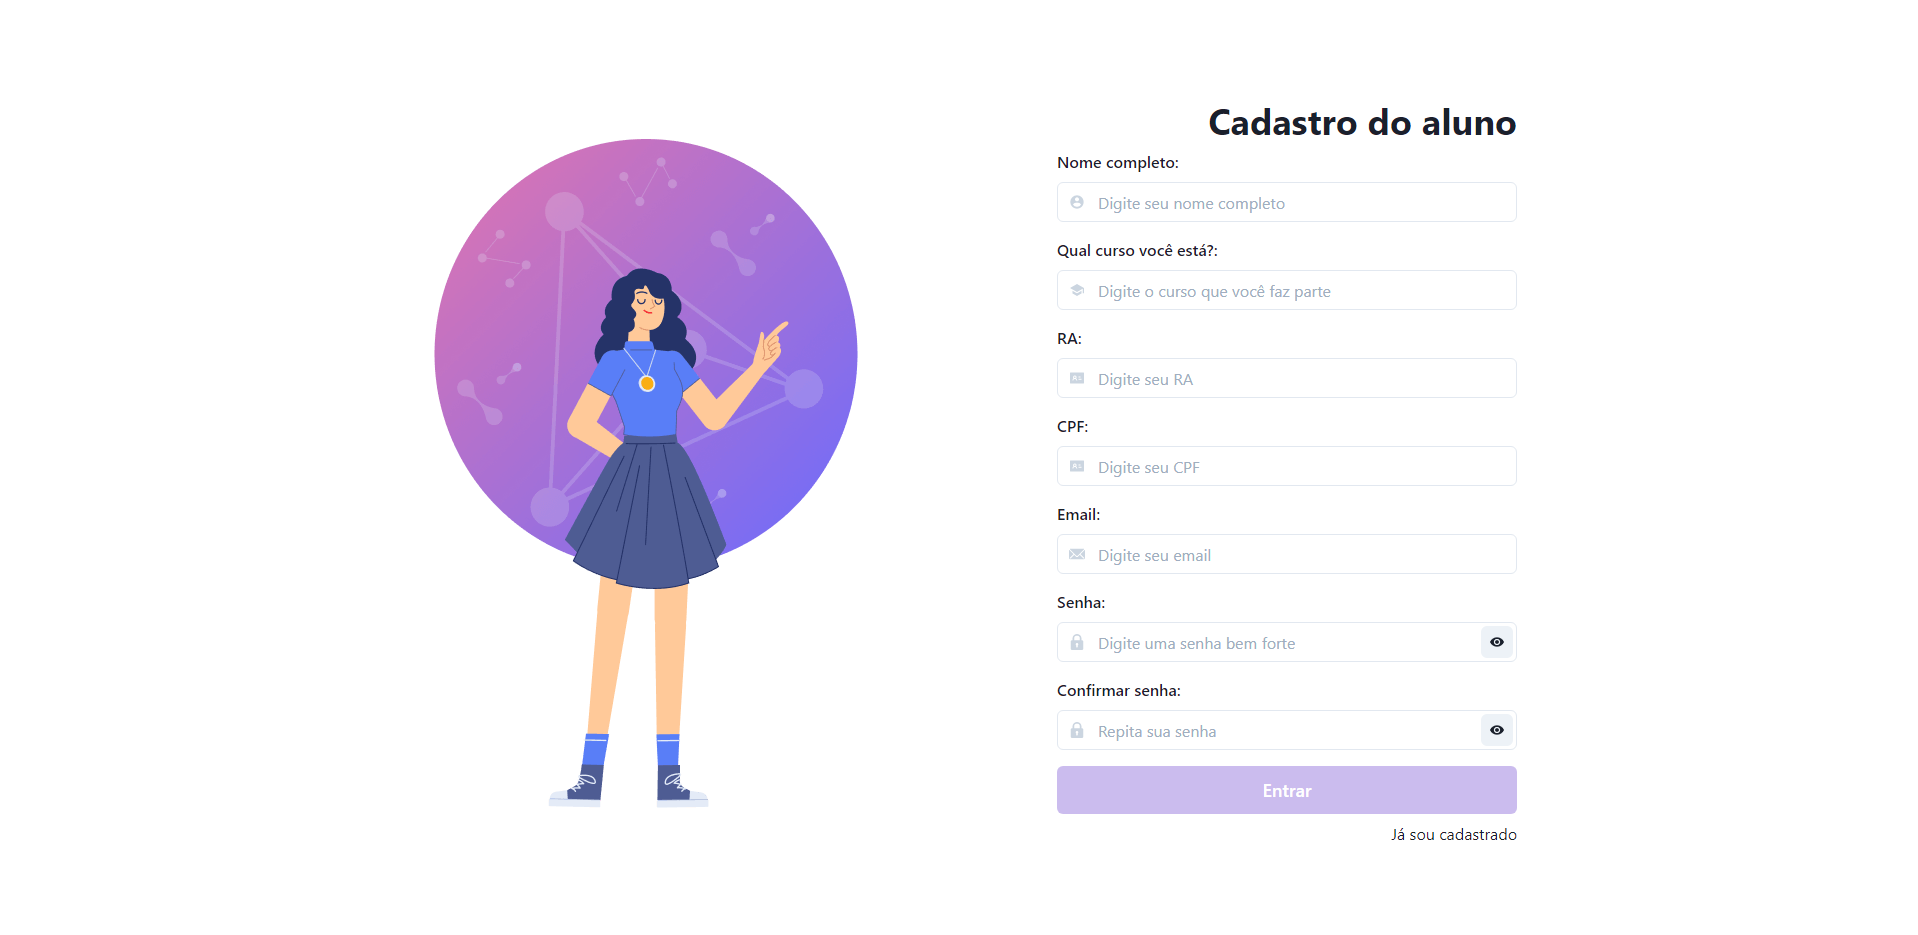 Cadastro do aluno
Nome completo:
Digite seu nome completo
Qual curso você está?:
Digite o curso que você faz parte
RA:
Digite seu RA
CPF:
Digite seu CPF
Email:
Digite seu email
Senha:
Digite uma senha bem forte
Confirmar senha:
Repita sua senha
Entrar
Já sou cadastrado